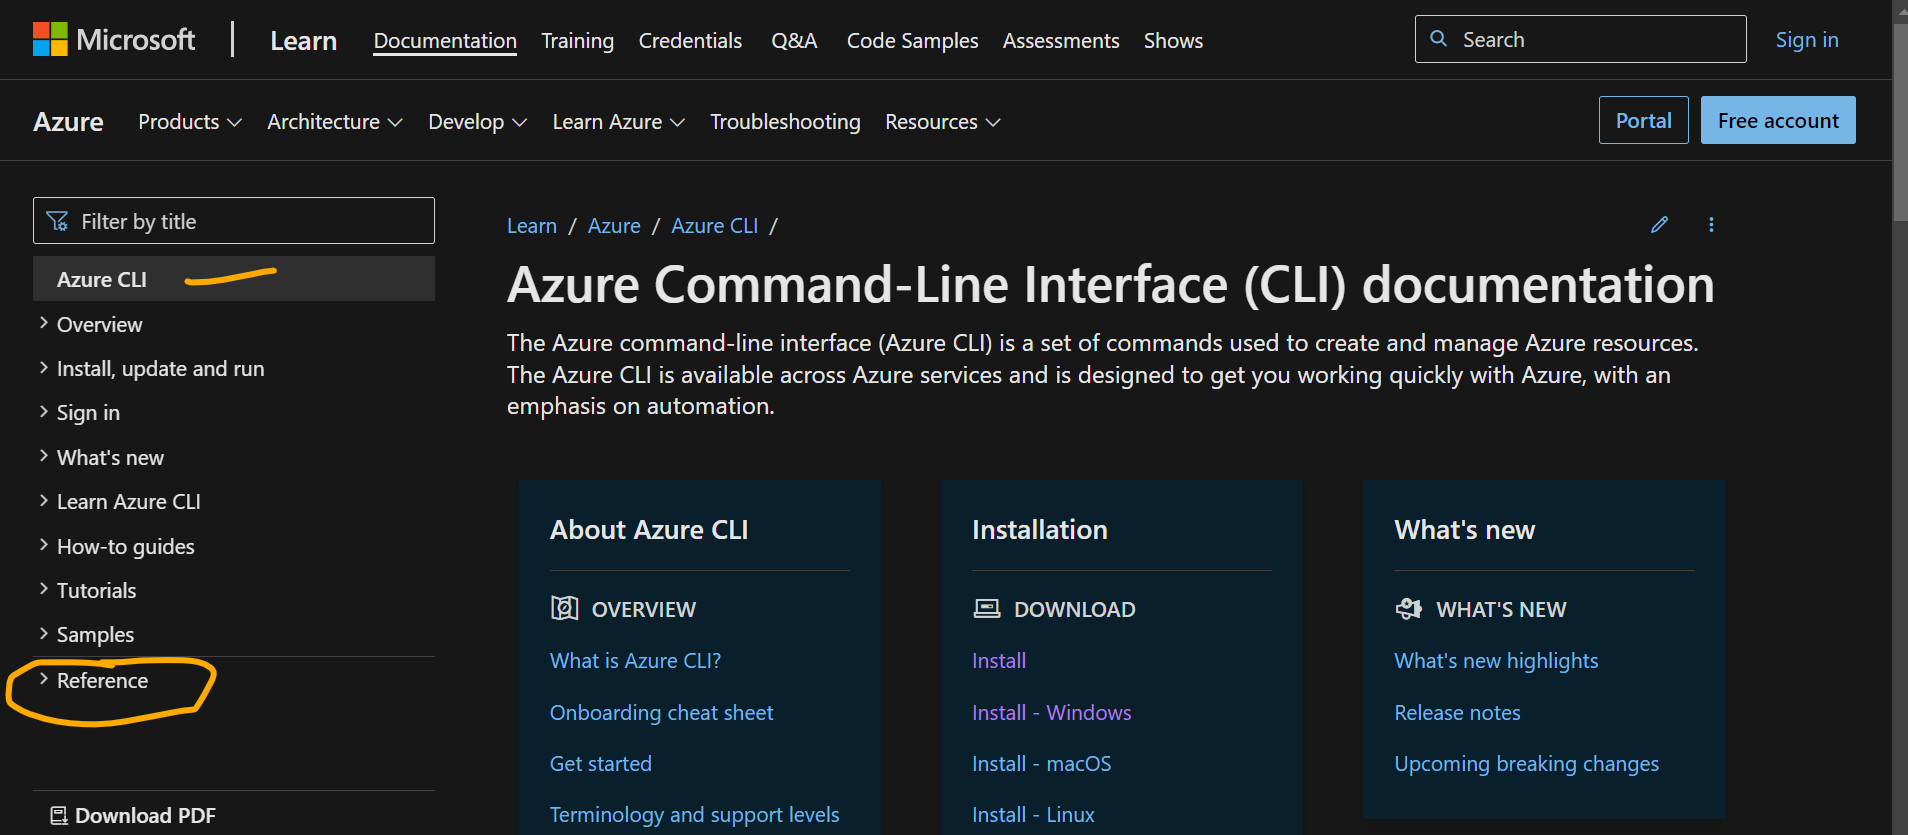 Microsoft Learn Documentation Training Credentials Q&A Code Samples Assessments Shows Search Sign in
Azure Products Architecture Develop Learn Azure Troubleshooting Resources Portal Free account
Filter by title
Azure CLI
Overview
Install, update and run
Sign in
What's new
Learn Azure CLI
How-to guides
Tutorials
Samples
Reference
Download PDF
Learn / Azure / Azure CLI /
Azure Command-Line Interface (CLI) documentation
The Azure command-line interface (Azure CLI) is a set of commands used to create and manage Azure resources.
The Azure CLI is available across Azure services and is designed to get you working quickly with Azure, with an
emphasis on automation.
About Azure CLI
OVERVIEW
What is Azure CLI?
Onboarding cheat sheet
Get started
Terminology and support levels
Installation
DOWNLOAD
Install
Install - Windows
Install - macOS
Install - Linux
What's new
WHAT'S NEW
What's new highlights
Release notes
Upcoming breaking changes